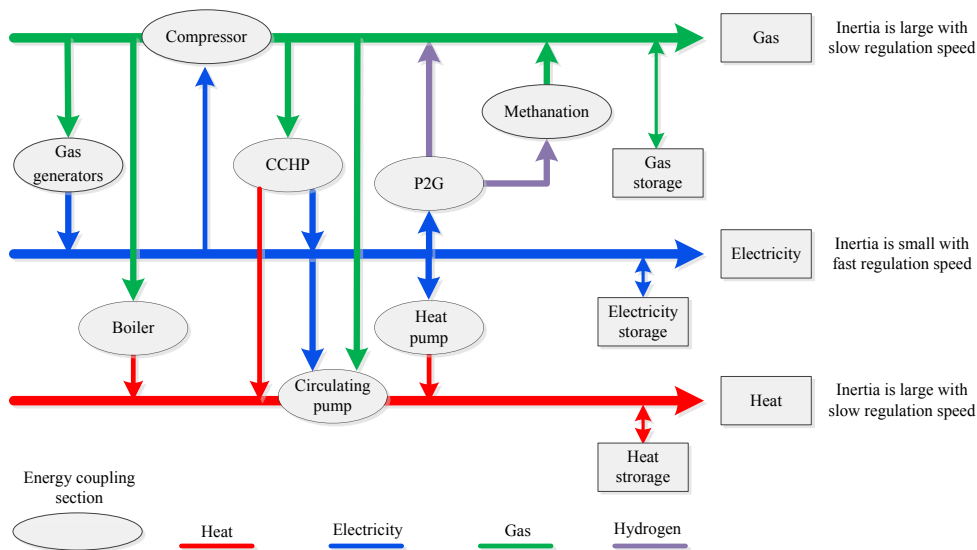 Compressor
Gas
Inertia is large with
slow regulation speed
Gas
generators
CCHP
P2G
Methanation
Gas
storage
Electricity
Inertia is small with
fast regulation speed
Boiler
Heat
pump
Electricity
storage
Circulating
pump
Heat
Inertia is large with
slow regulation speed
Heat
strorage
Energy coupling
section
Heat
Electricity
Gas
Hydrogen